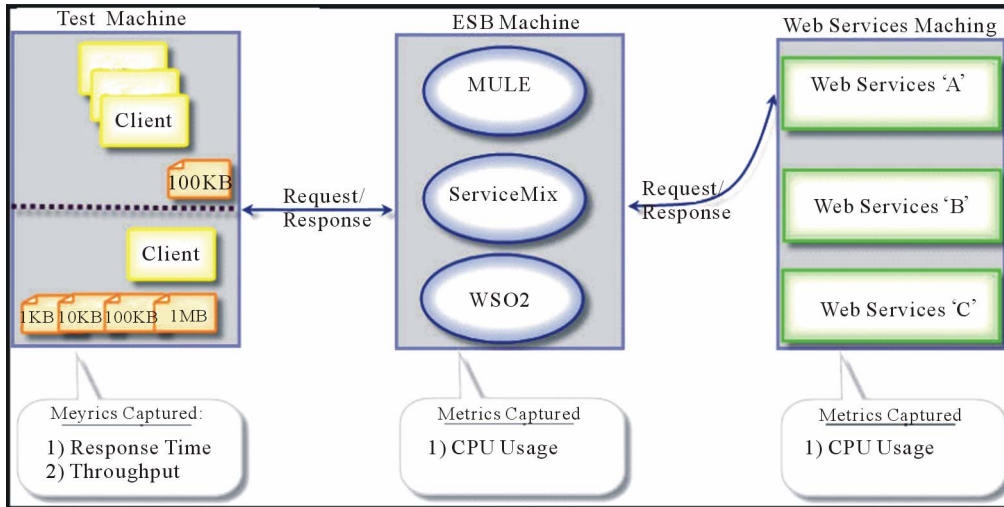 Test Machine
ESB Machine
Web Services Maching
Client
100KB
Client
1KB
10KB
100KB
1MB
Request/
Response
MULE
ServiceMix
WSO2
Request/
Response
Web Services ‘A’
Web Services ‘B’
Web Services ‘C’
Meyrics Captured:
1) Response Time
2) Throughput
Metrics Captured
1) CPU Usage
Metrics Captured
1) CPU Usage